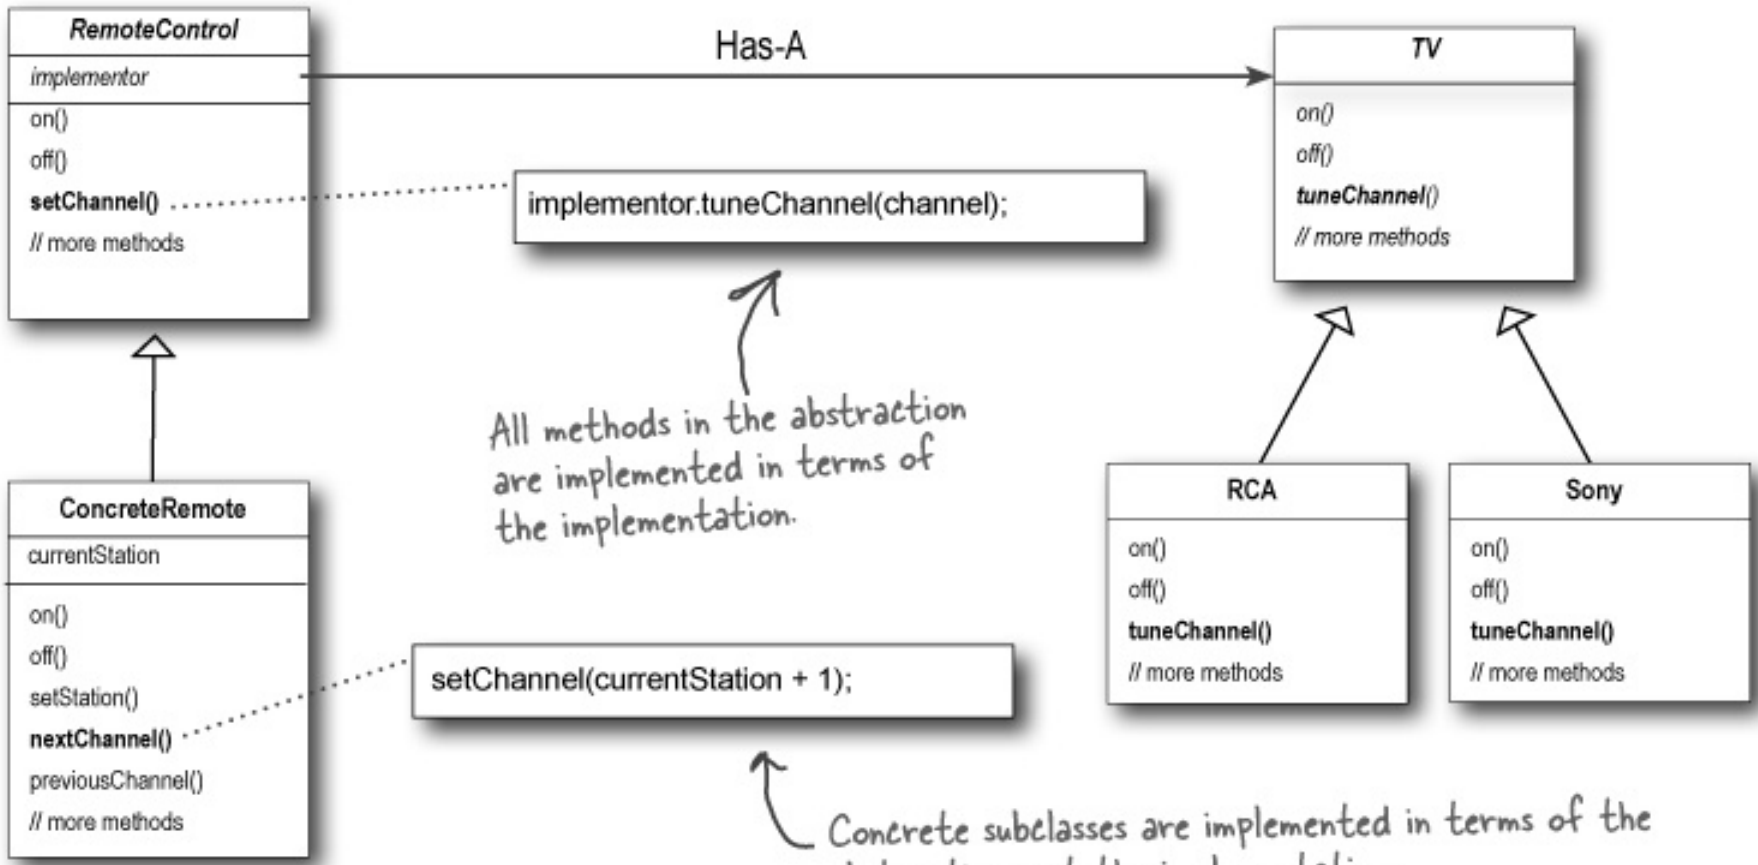 RemoteControl
implementor
on()
off()
setChannel()
// more methods
Has-A
TV
on()
off()
tuneChannel()
// more methods
implementor.tuneChannel(channel);
All methods in the abstraction
are implemented in terms of
the implementation.
ConcreteRemote
currentStation
on()
off()
setStation()
nextChannel()
previousChannel()
// more methods
setChannel(currentStation + 1);
RCA
on()
off()
tuneChannel()
// more methods
Sony
on()
off()
tuneChannel()
// more methods
Concrete subclasses are implemented in terms of the